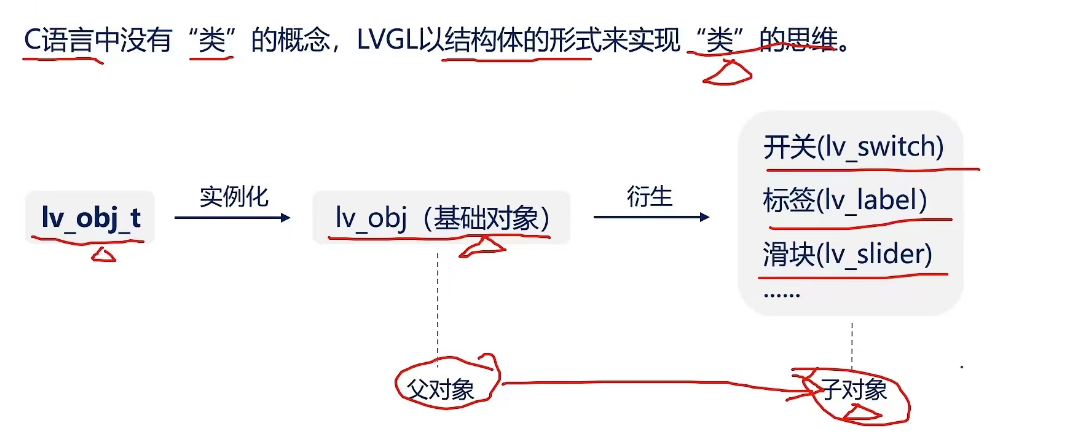 C语言中没有“类”的概念，LVGL以结构体的形式来实现“类”的思维。
lv_obj_t
实例化
lv_obj（基础对象）
衍生
开关(lv_switch)
标签(lv_label）
滑块(lv_slider)
......
父对象
子对象